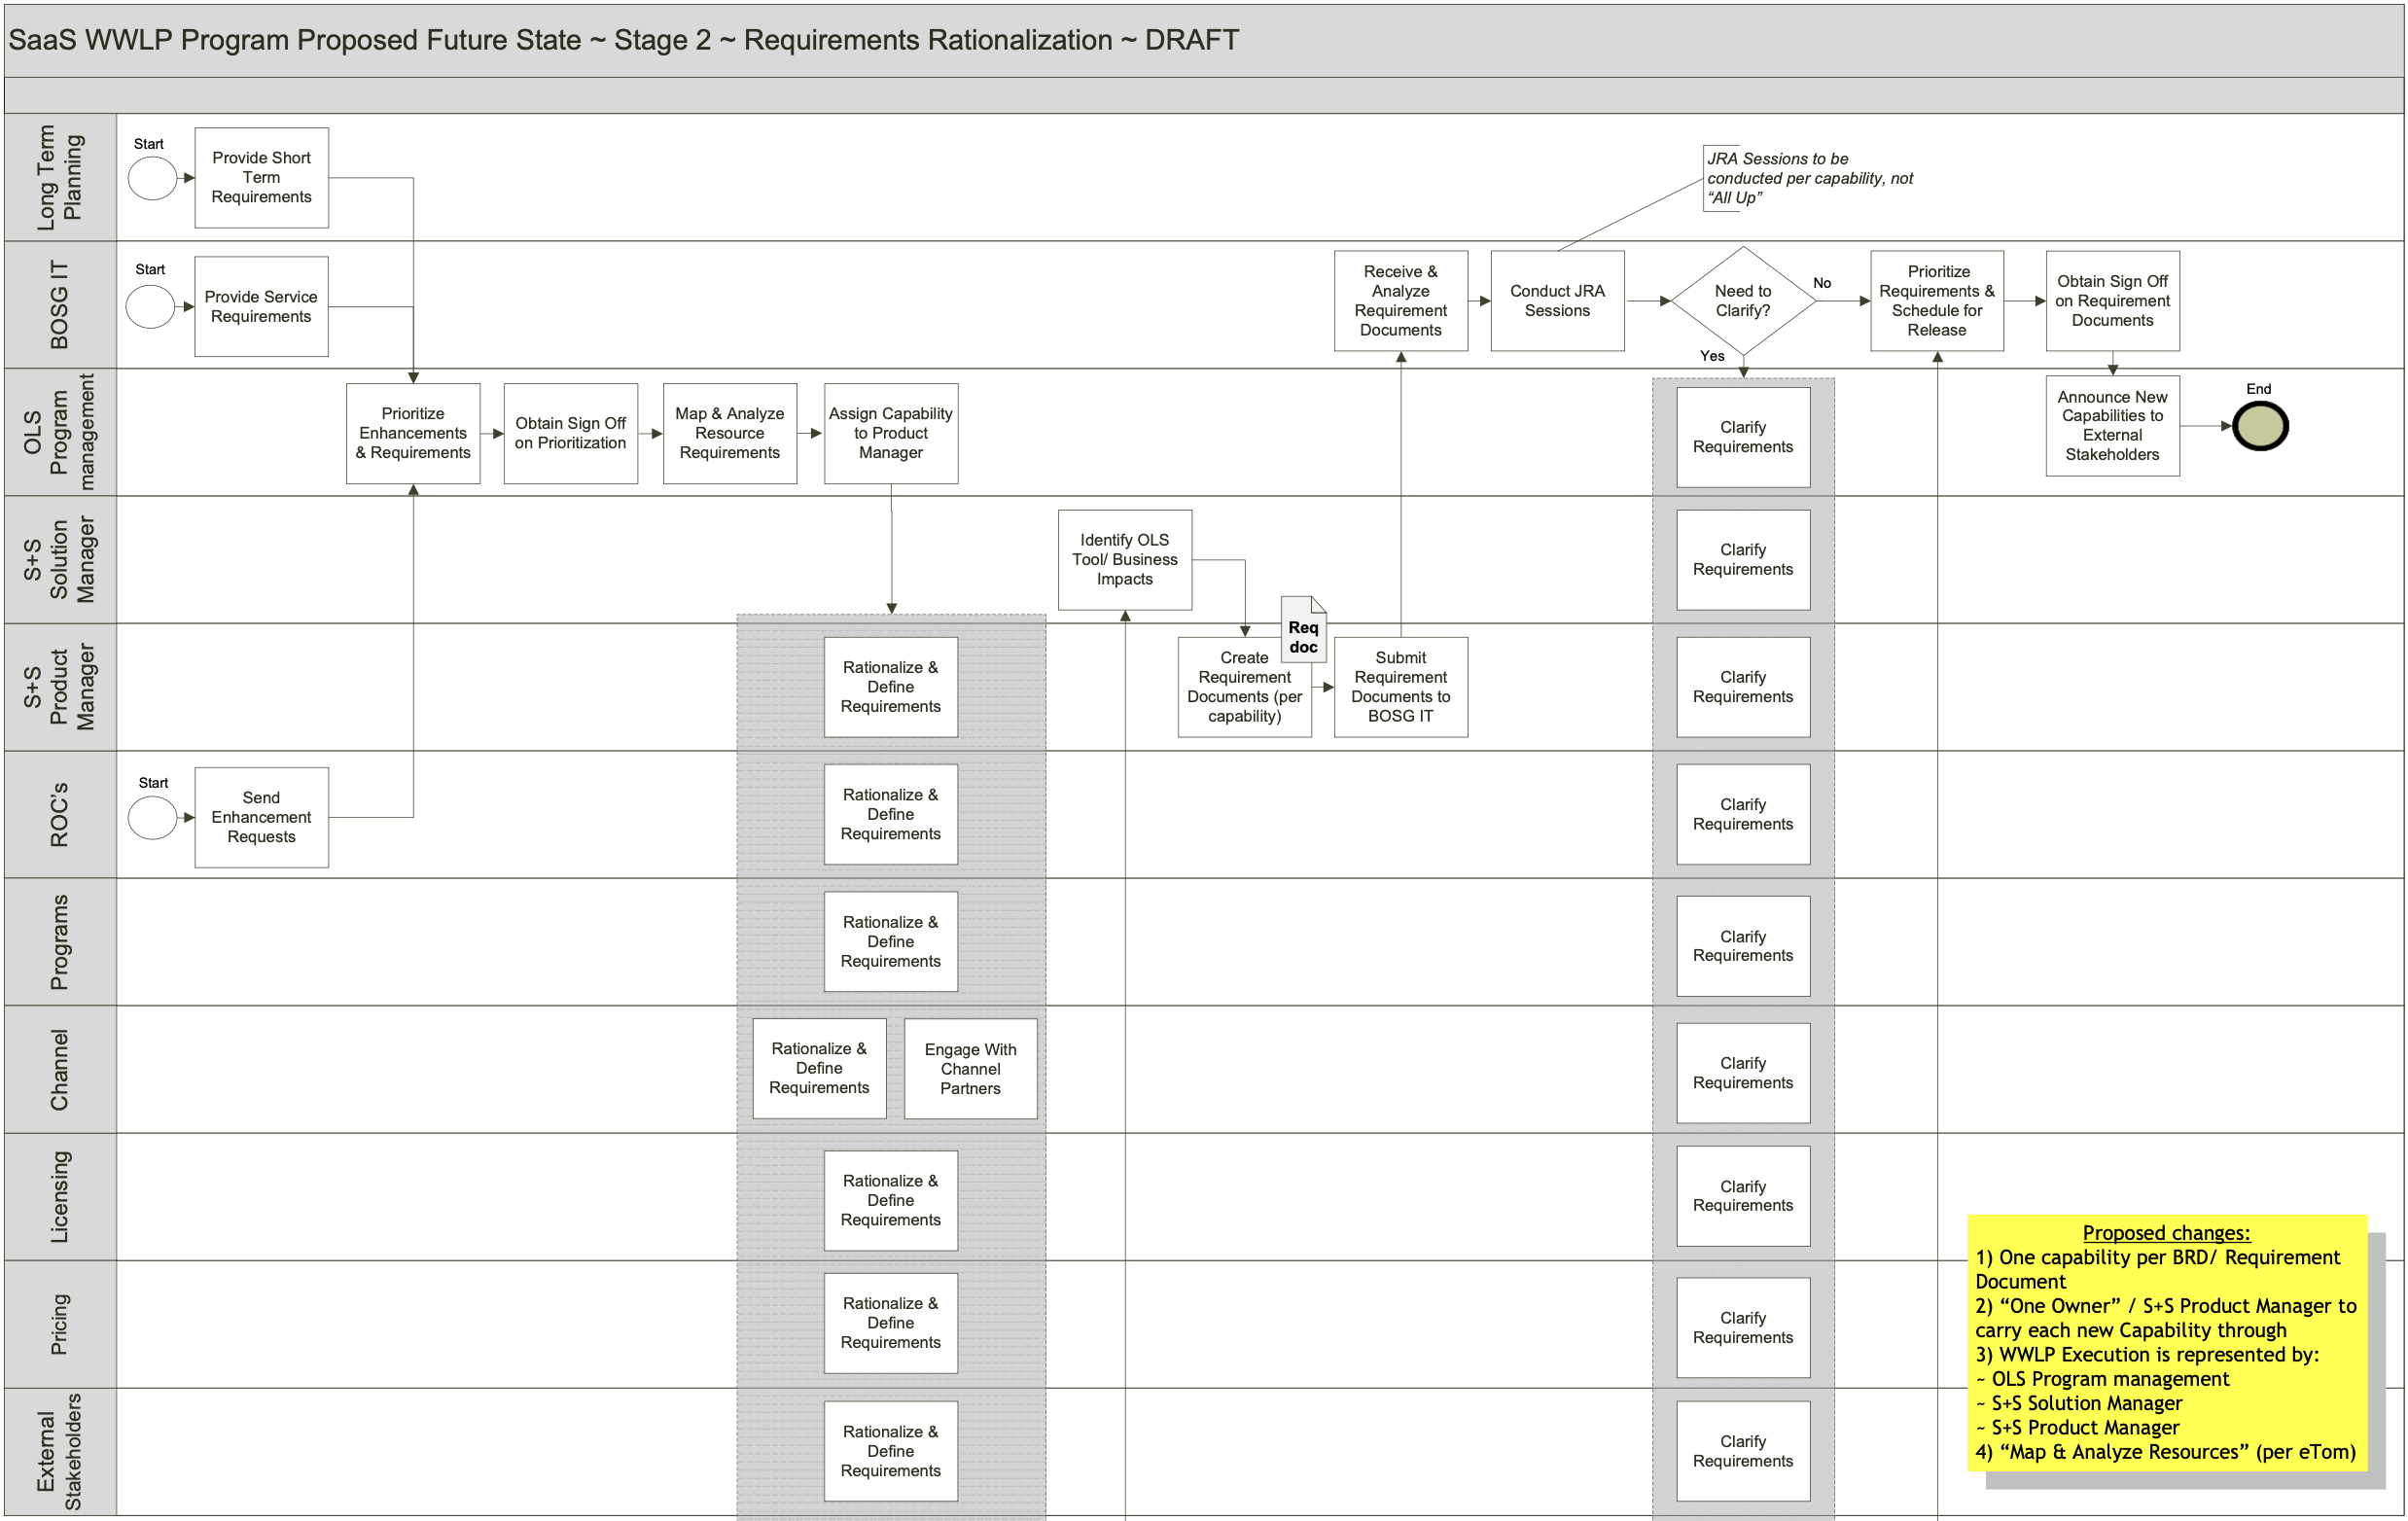 SaaS WWLP Program Proposed Future State ~ Stage 2 ~ Requirements Rationalization ~ DRAFT
Long Term
Planning
Start
Provide Short
Term
Requirements
JRA Sessions to be
conducted per capability, not
“All Up”
BOSG IT
Start
Provide Service
Requirements
Receive &
Analyze
Requirement
Documents
Conduct JRA
Sessions
Need to
Clarify?
No
Yes
Prioritize
Requirements &
Schedule for
Release
Obtain Sign Off
on Requirement
Documents
OLS
Program
management
Prioritize
Enhancements
& Requirements
Obtain Sign Off
on Prioritization
Map & Analyze
Resource
Requirements
Assign Capability
to Product
Manager
Clarify
Requirements
Announce New
Capabilities to
External
Stakeholders
End
S+S
Solution
Manager
Identify OLS
Tool/ Business
Impacts
Clarify
Requirements
S+S
Product
Manager
Rationalize &
Define
Requirements
Create
Requirement
Documents (per
capability)
Req
doc
Submit
Requirement
Documents to
BOSG IT
Clarify
Requirements
ROC’s
Start
Send
Enhancement
Requests
Rationalize &
Define
Requirements
Clarify
Requirements
Programs
Rationalize &
Define
Requirements
Clarify
Requirements
Channel
Rationalize &
Define
Requirements
Engage With
Channel
Partners
Clarify
Requirements
Licensing
Rationalize &
Define
Requirements
Clarify
Requirements
Pricing
Rationalize &
Define
Requirements
Clarify
Requirements
External
Stakeholders
Rationalize &
Define
Requirements
Clarify
Requirements
Proposed changes:
1) One capability per BRD/ Requirement
Document
2) “One Owner” / S+S Product Manager to
carry each new Capability through
3) WWLP Execution is represented by:
~ OLS Program management
~ S+S Solution Manager
~ S+S Product Manager
4) “Map & Analyze Resources” (per eTom)